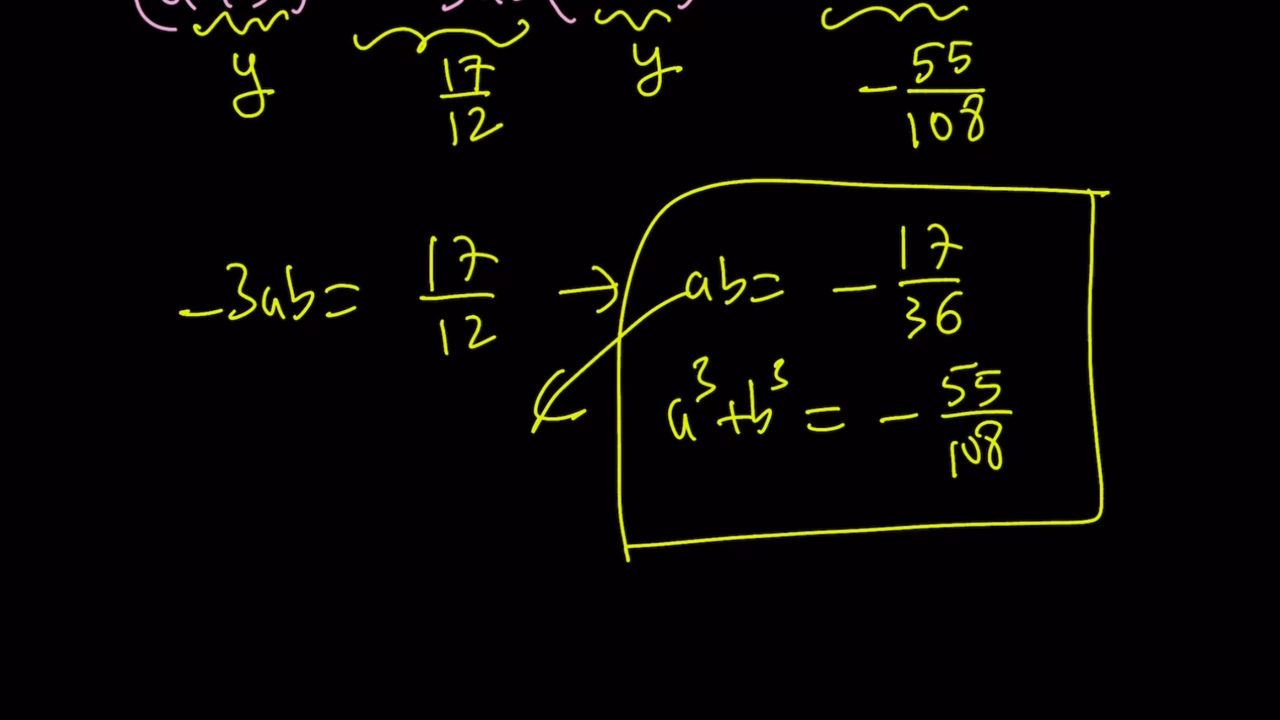 y 17/12 y -55/108
-3ab = 17/12 → ab = -17/36
a³+b³ = -55/108